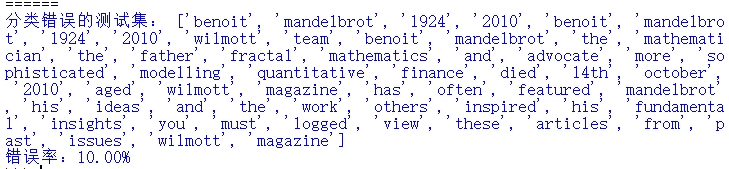 ======
分类错误的测试集: ['benoit', 'mandelbrot', '1924', '2010', 'benoit', 'mandelbro
t', '1924', '2010', 'wilmott', 'team', 'benoit', 'mandelbrot', 'the', 'mathemati
cian', 'the', 'father', 'fractal', 'mathematics', 'and', 'advocate', 'more', 'so
phisticated', 'modelling', 'quantitative', 'finance', 'died', '14th', 'october',
 '2010', 'aged', 'wilmott', 'magazine', 'has', 'often', 'featured', 'mandelbrot'
, 'his', 'ideas', 'and', 'the', 'work', 'others', 'inspired', 'his', 'fundamenta
l', 'insights', 'you', 'must', 'logged', 'view', 'these', 'articles', 'from', 'p
ast', 'issues', 'wilmott', 'magazine']
错误率: 10.00%